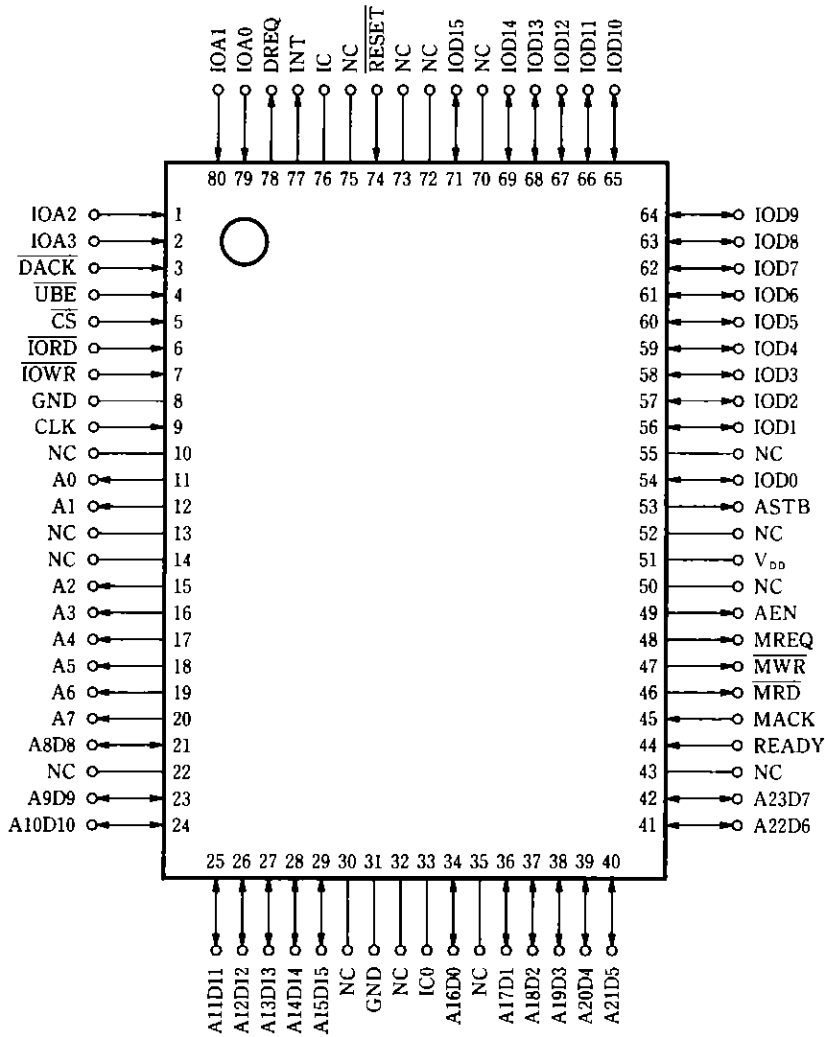 IOA1
IOA0
DREQ
INT
IC
NC
RESET
NC
NC
IOD15
NC
IOD14
IOD13
IOD12
IOD11
IOD10
80 79 78 77 76 75 74 73 72 71 70 69 68 67 66 65
IOA2 1
IOA3 2
DACK 3
UBE 4
CS 5
IORD 6
IOWR 7
GND 8
CLK 9
NC 10
A0 11
A1 12
NC 13
NC 14
A2 15
A3 16
A4 17
A5 18
A6 19
A7 20
A8D8 21
NC 22
A9D9 23
A10D10 24
64 IOD9
63 IOD8
62 IOD7
61 IOD6
60 IOD5
59 IOD4
58 IOD3
57 IOD2
56 IOD1
55 NC
54 IOD0
53 ASTB
52 NC
51 VDD
50 NC
49 AEN
48 MREQ
47 MWR
46 MRD
45 MACK
44 READY
43 NC
42 A23D7
41 A22D6
25 26 27 28 29 30 31 32 33 34 35 36 37 38 39 40
A11D11
A12D12
A13D13
A14D14
A15D15
NC
GND
NC
IC0
A16D0
NC
A17D1
A18D2
A19D3
A20D4
A21D5